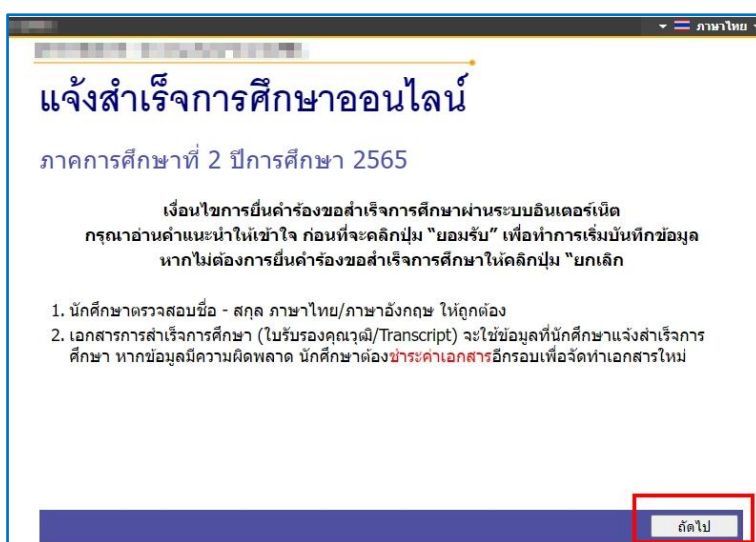 ภาษาไทย
แจ้งสำเร็จการศึกษาออนไลน์
ภาคการศึกษาที่ 2 ปีการศึกษา 2565
เงื่อนไขการยื่นคำร้องขอสำเร็จการศึกษาผ่านระบบอินเตอร์เน็ต
กรุณาอ่านคำแนะนำให้เข้าใจ ก่อนที่จะคลิกปุ่ม "ยอมรับ" เพื่อทำการเริ่มบันทึกข้อมูล
หากไม่ต้องการยื่นคำร้องขอสำเร็จการศึกษาให้คลิกปุ่ม "ยกเลิก
1. นักศึกษาตรวจสอบชื่อ - สกุล ภาษาไทย/ภาษาอังกฤษ ให้ถูกต้อง
2. เอกสารการสำเร็จการศึกษา (ใบรับรองคุณวุฒิ/Transcript) จะใช้ข้อมูลที่นักศึกษาแจ้งสำเร็จการ
ศึกษา หากข้อมูลมีความผิดพลาด นักศึกษาต้องชำระค่าเอกสารอีกรอบเพื่อจัดทำเอกสารใหม่
ถัดไป